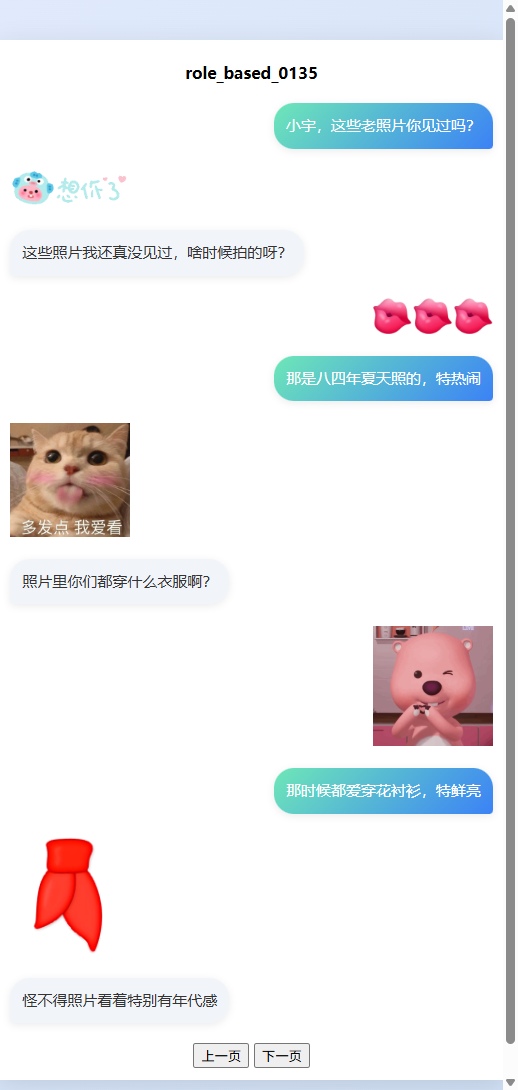 role_based_0135
小宇，这些老照片你见过吗？
想你了
这些照片我还真没见过，啥时候拍的呀？
那是八四年夏天照的，特热闹
多发点 我爱看
照片里你们都穿什么衣服啊？
那时候都爱穿花衬衫，特鲜亮
怪不得照片看着特别有年代感
上一页 下一页